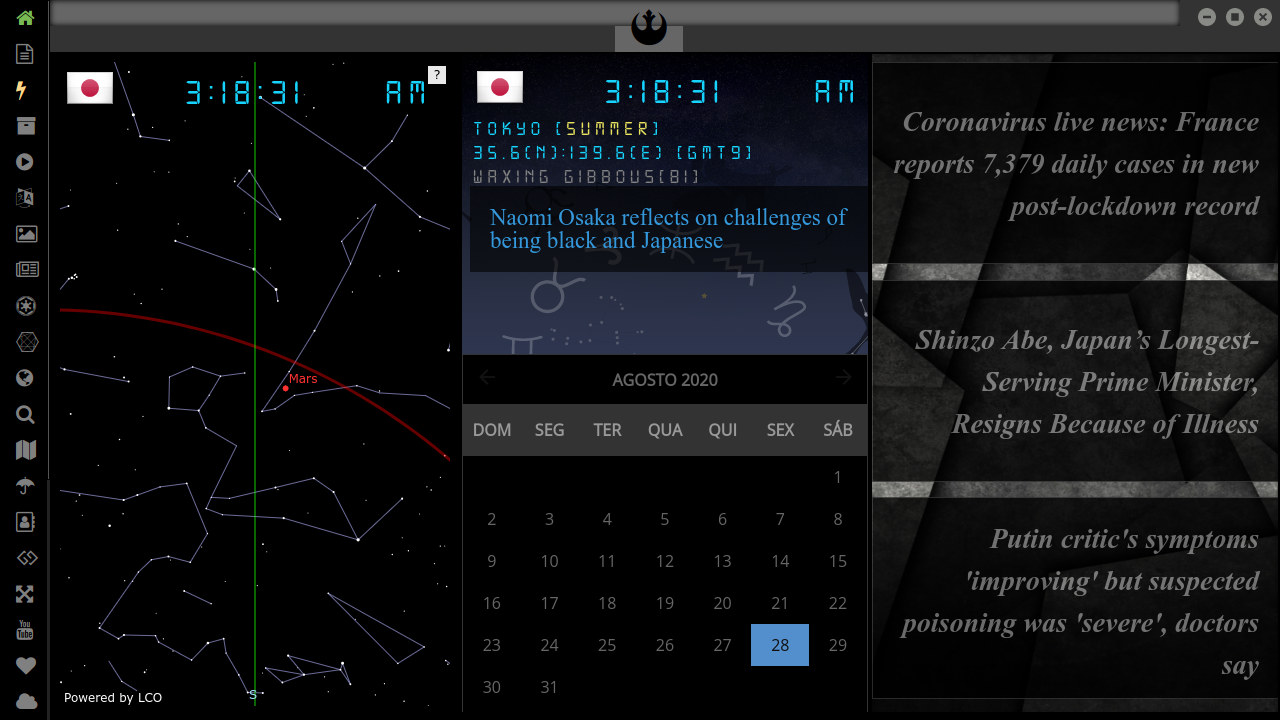 3:18:31 AM
?
Mars
S
Powered by LCO
You
Tube
3:18:31 AM
TOKYO [SUMMER]
35.6(N):139.6(E) [GMT9]
WAXING GIBBOUS[81]
Naomi Osaka reflects on challenges of
being black and Japanese
AGOSTO 2020
DOM SEG TER QUA QUI SEX SÁB
1
2 3 4 5 6 7 8
9 10 11 12 13 14 15
16 17 18 19 20 21 22
23 24 25 26 27 28 29
30 31
Coronavirus live news: France
reports 7,379 daily cases in new
post-lockdown record
Shinzo Abe, Japan’s Longest-
Serving Prime Minister,
Resigns Because of Illness
Putin critic's symptoms
'improving' but suspected
poisoning was 'severe', doctors
say